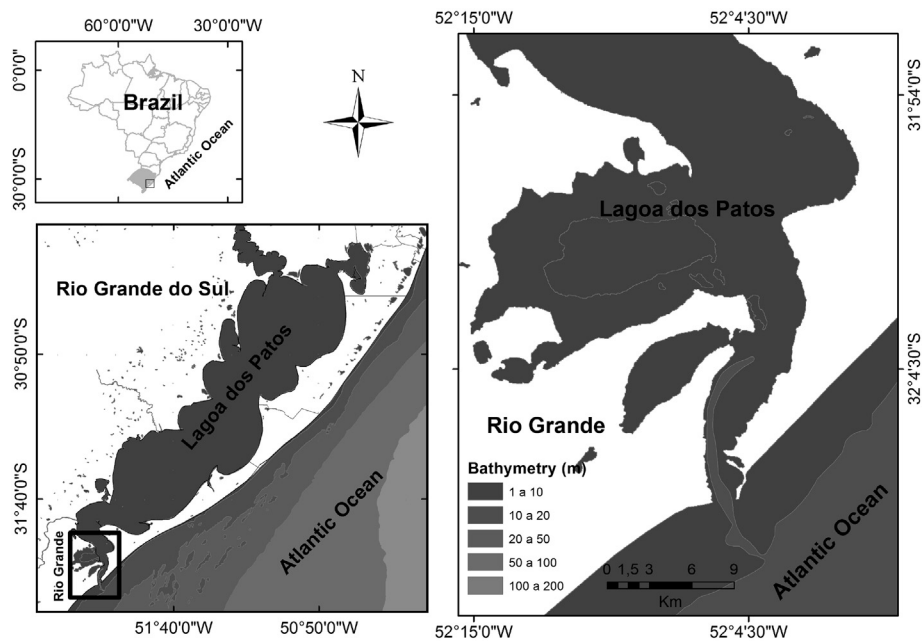 60°0'0"W
30°0'0"W
0°0'0"
30°0'0"S
Brazil
Atlantic Ocean
N
Rio Grande do Sul
Lagoa dos Patos
Atlantic Ocean
Rio Grande
30°50'0"S
31°40'0"S
51°40'0"W
50°50'0"W
52°15'0"W
52°4'30"W
31°54'0"S
32°4'30"S
Lagoa dos Patos
Rio Grande
Bathymetry (m)
1 a 10
10 a 20
20 a 50
50 a 100
100 a 200
0 1,5 3 6 9
Km
Atlantic Ocean
52°15'0"W
52°4'30"W